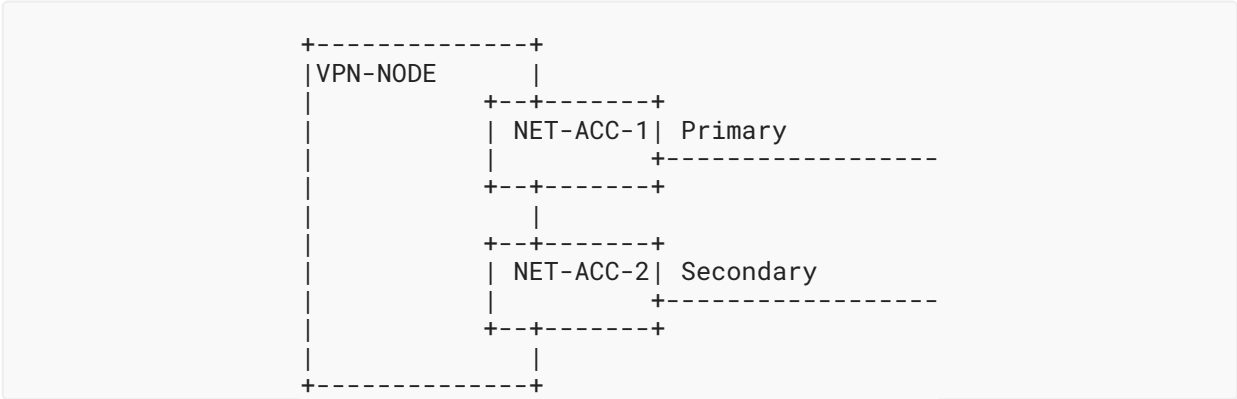 +--------------+
|VPN-NODE      |
|           +--+-------+
|           | NET-ACC-1| Primary
|           |          +------------------
|           +--+-------+
|              |
|           +--+-------+
|           | NET-ACC-2| Secondary
|           |          +------------------
|           +--+-------+
|              |
+--------------+